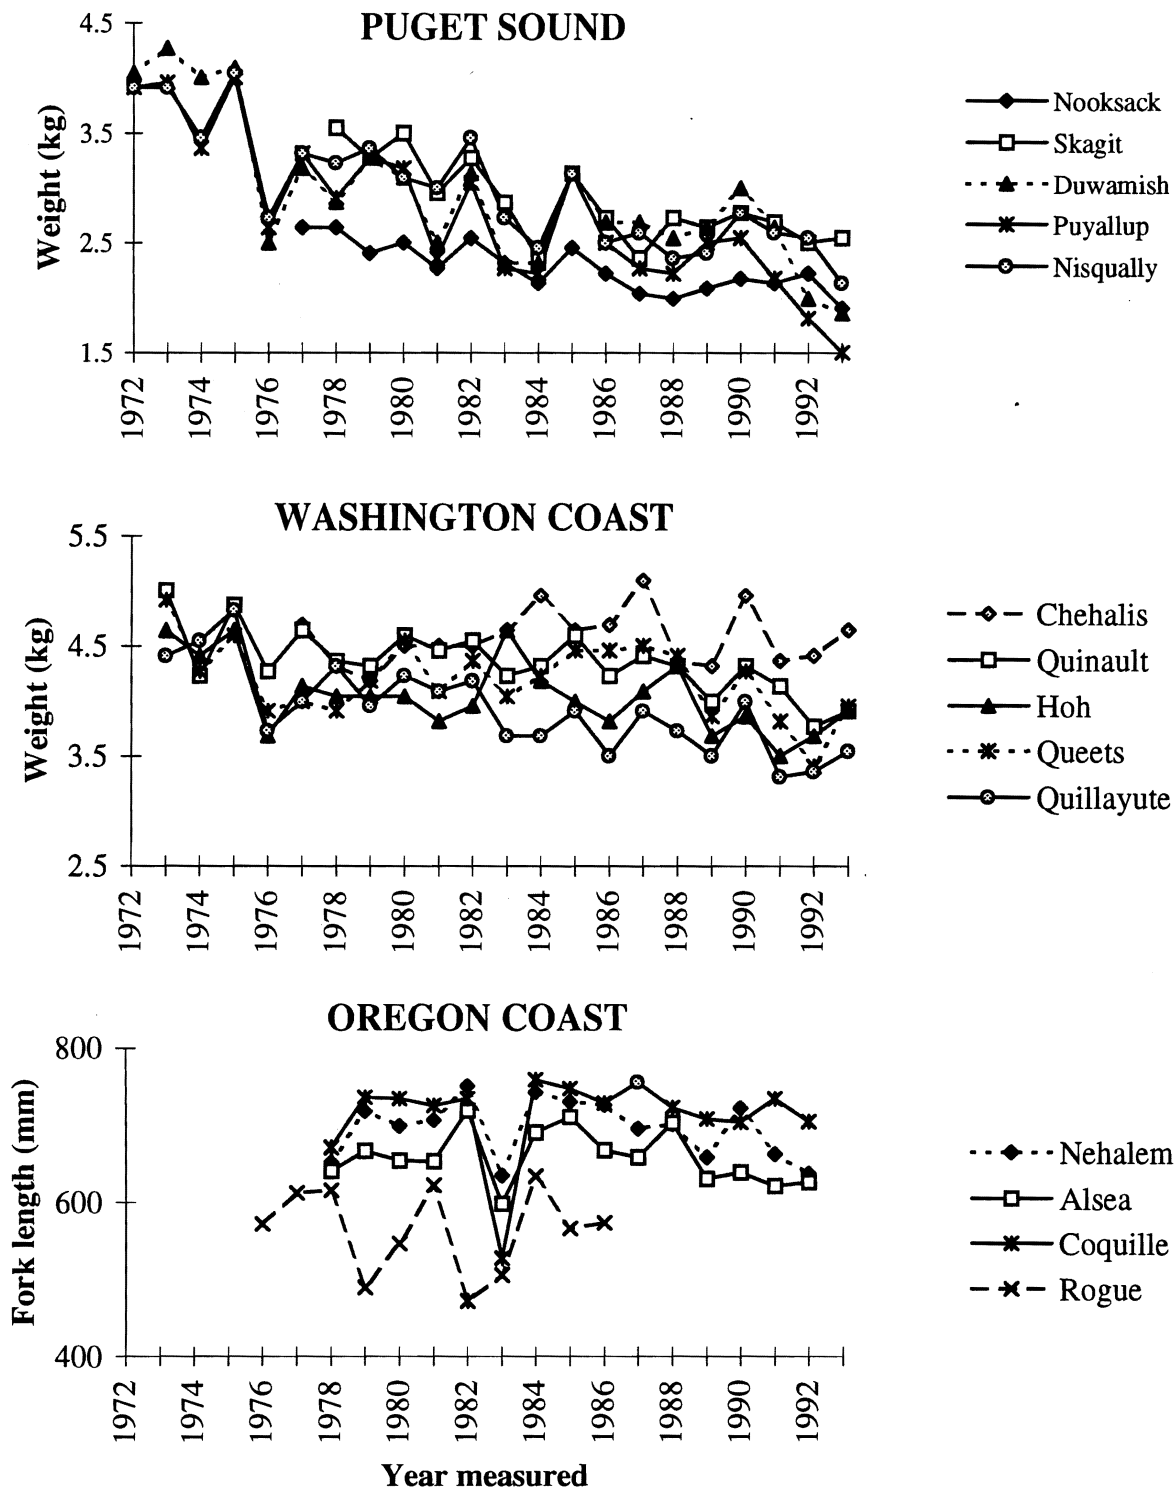 PUGET SOUND
4.5
3.5
2.5
1.5
Weight (kg)
1972 1974 1976 1978 1980 1982 1984 1986 1988 1990 1992
Nooksack
Skagit
Duwamish
Puyallup
Nisqually
WASHINGTON COAST
5.5
4.5
3.5
2.5
Weight (kg)
1972 1974 1976 1978 1980 1982 1984 1986 1988 1990 1992
Chehalis
Quinault
Hoh
Queets
Quillayute
OREGON COAST
800
600
400
Fork length (mm)
1972 1974 1976 1978 1980 1982 1984 1986 1988 1990 1992
Nehalem
Alsea
Coquille
Rogue
Year measured